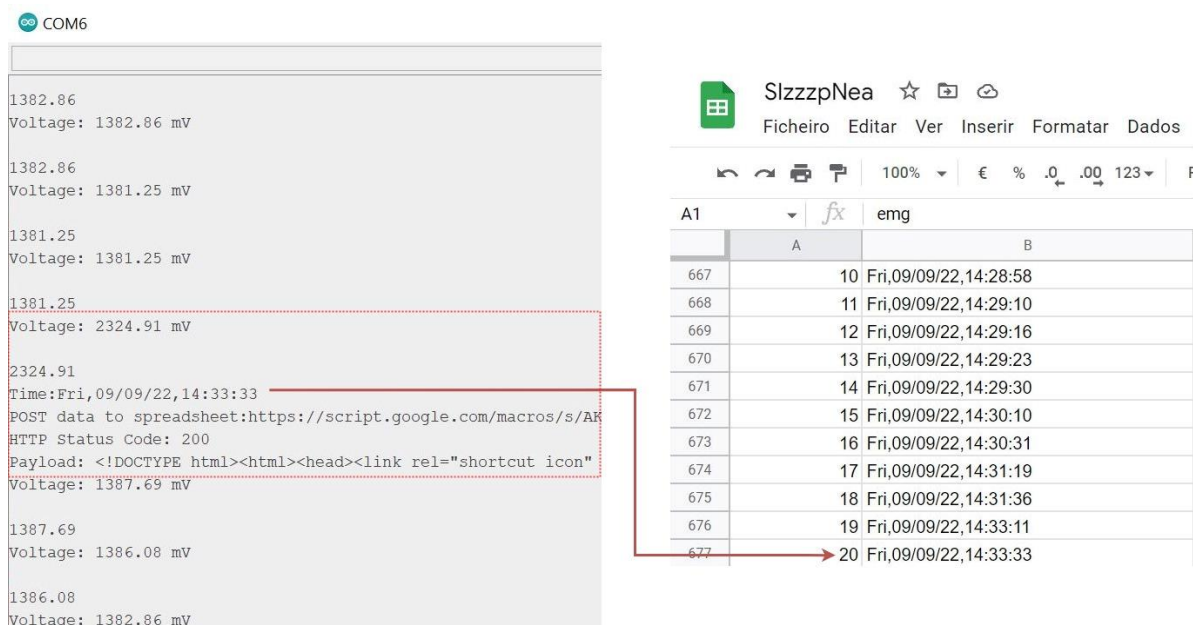 COM6
1382.86
Voltage: 1382.86 mV
1382.86
Voltage: 1381.25 mV
1381.25
Voltage: 1381.25 mV
1381.25
Voltage: 2324.91 mV
2324.91
Time:Fri,09/09/22,14:33:33
POST data to spreadsheet:https://script.google.com/macros/s/AK
HTTP Status Code: 200
Payload: <!DOCTYPE html><html><head><link rel="shortcut icon"
Voltage: 1387.69 mV
1387.69
Voltage: 1386.08 mV
1386.08
Voltage: 1382.86 mV
SlzzzpNea
Ficheiro Editar Ver Inserir Formatar Dados
100% € % .0 .00 123
A1 fx emg
A B
667 10 Fri,09/09/22,14:28:58
668 11 Fri,09/09/22,14:29:10
669 12 Fri,09/09/22,14:29:16
670 13 Fri,09/09/22,14:29:23
671 14 Fri,09/09/22,14:29:30
672 15 Fri,09/09/22,14:30:10
673 16 Fri,09/09/22,14:30:31
674 17 Fri,09/09/22,14:31:19
675 18 Fri,09/09/22,14:31:36
676 19 Fri,09/09/22,14:33:11
677 20 Fri,09/09/22,14:33:33